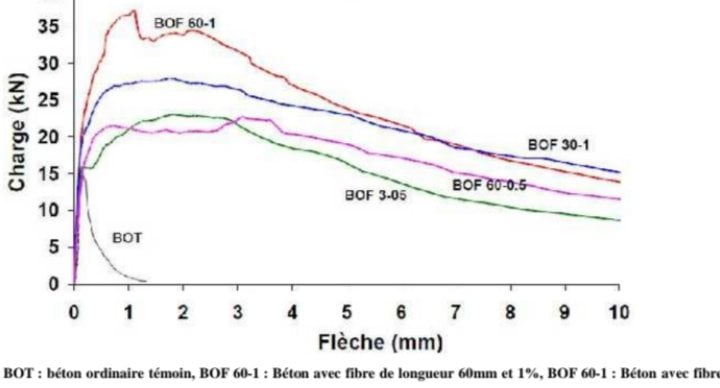 35
BOF 60-1
30
Charge (kN)
25
20
BOF 30-1
15
BOF 60-0.5
BOF 3-05
10
BOT
5
0
0 1 2 3 4 5 6 7 8 9 10
Flèche (mm)
BOT : béton ordinaire témoin, BOF 60-1 : Béton avec fibre de longueur 60mm et 1%, BOF 60-1 : Béton avec fibre